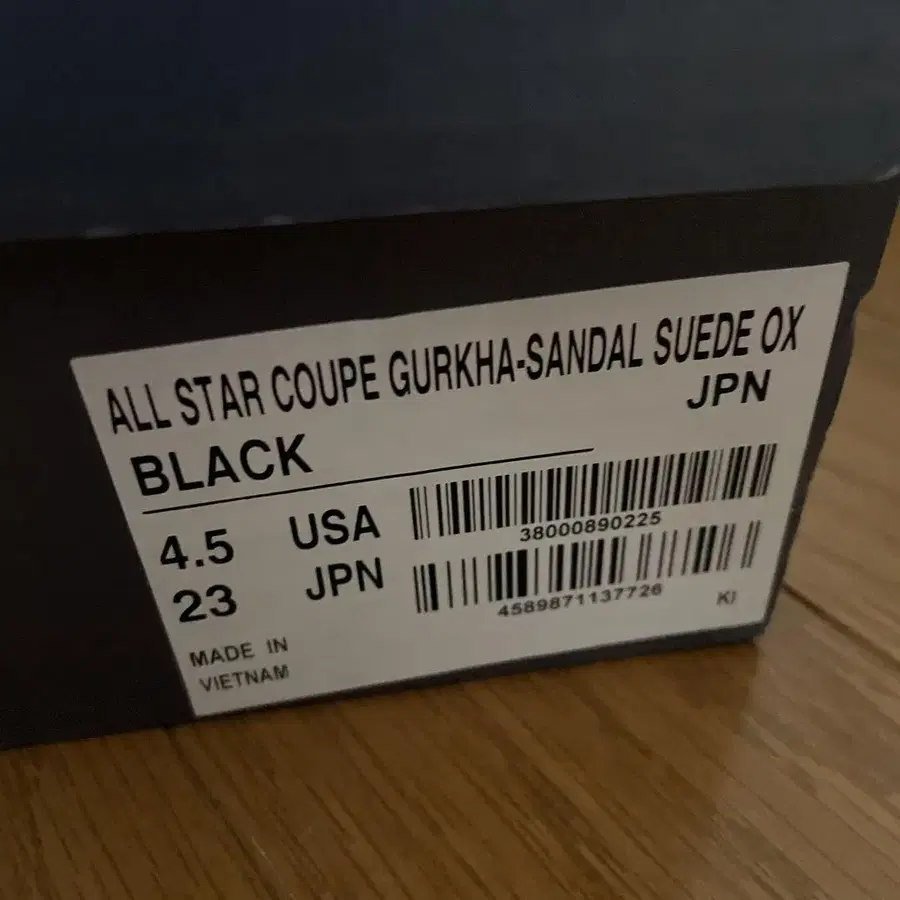 ALL STAR COUPE GURKHA-SANDAL SUEDE OX
JPN
BLACK
4.5 USA
23 JPN
38000890225
4589871137726
KI
MADE IN
VIETNAM